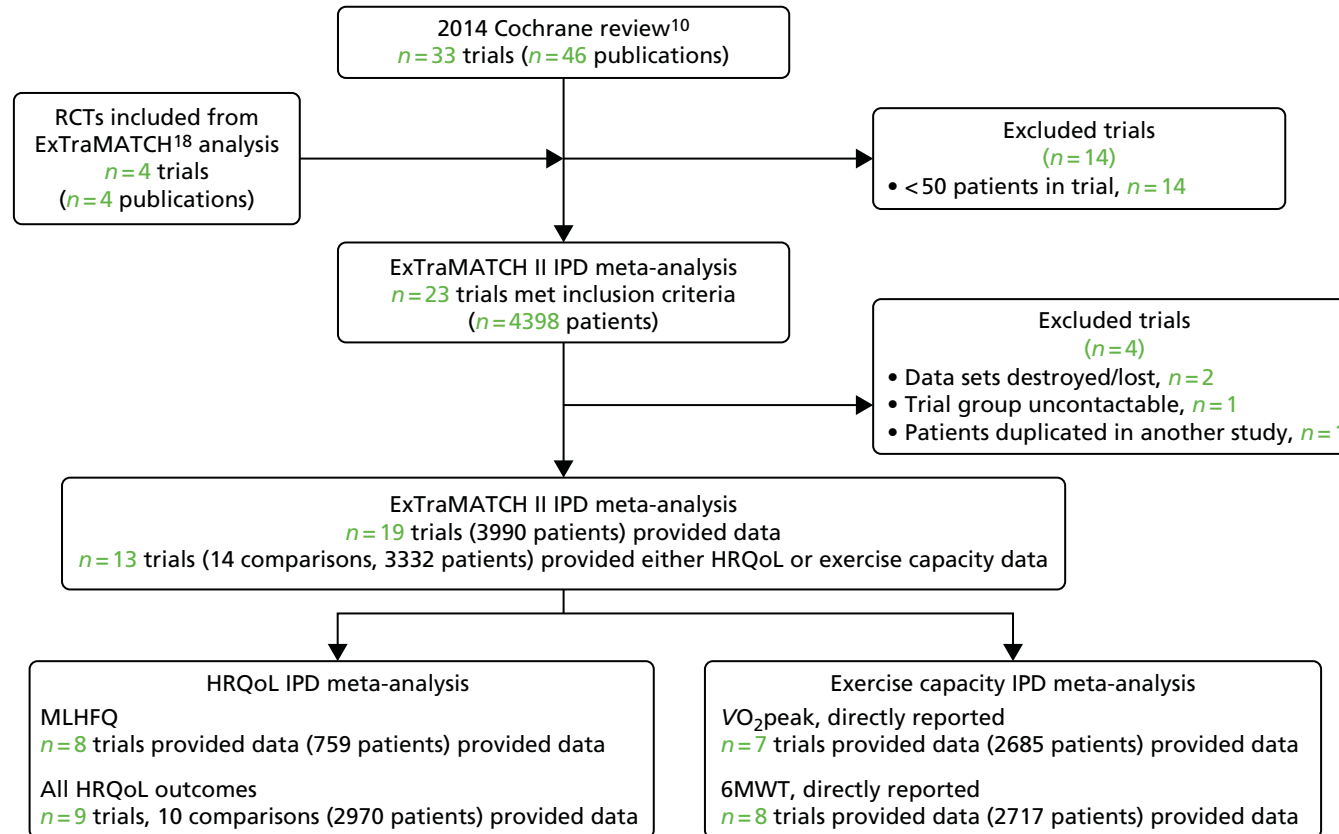 2014 Cochrane review¹⁰
n=33 trials (n=46 publications)
RCTs included from
ExTraMATCH¹⁸ analysis
n=4 trials
(n=4 publications)
Excluded trials
(n=14)
• <50 patients in trial, n=14
ExTraMATCH II IPD meta-analysis
n=23 trials met inclusion criteria
(n=4398 patients)
Excluded trials
(n=4)
• Data sets destroyed/lost, n=2
• Trial group uncontactable, n=1
• Patients duplicated in another study, n=1
ExTraMATCH II IPD meta-analysis
n=19 trials (3990 patients) provided data
n=13 trials (14 comparisons, 3332 patients) provided either HRQoL or exercise capacity data
HRQoL IPD meta-analysis
MLHFQ
n=8 trials provided data (759 patients) provided data
All HRQoL outcomes
n=9 trials, 10 comparisons (2970 patients) provided data
Exercise capacity IPD meta-analysis
VO₂peak, directly reported
n=7 trials provided data (2685 patients) provided data
6MWT, directly reported
n=8 trials provided data (2717 patients) provided data